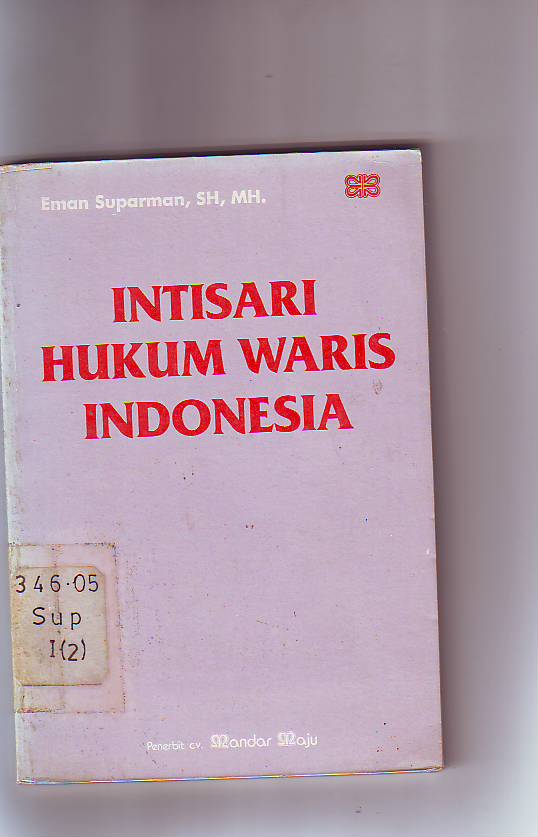 Eman Suparman, SH, MH.
INTISARI
HUKUM WARIS
INDONESIA
346.05
Sup
I(2)
Penerbit cv. Mandar Maju